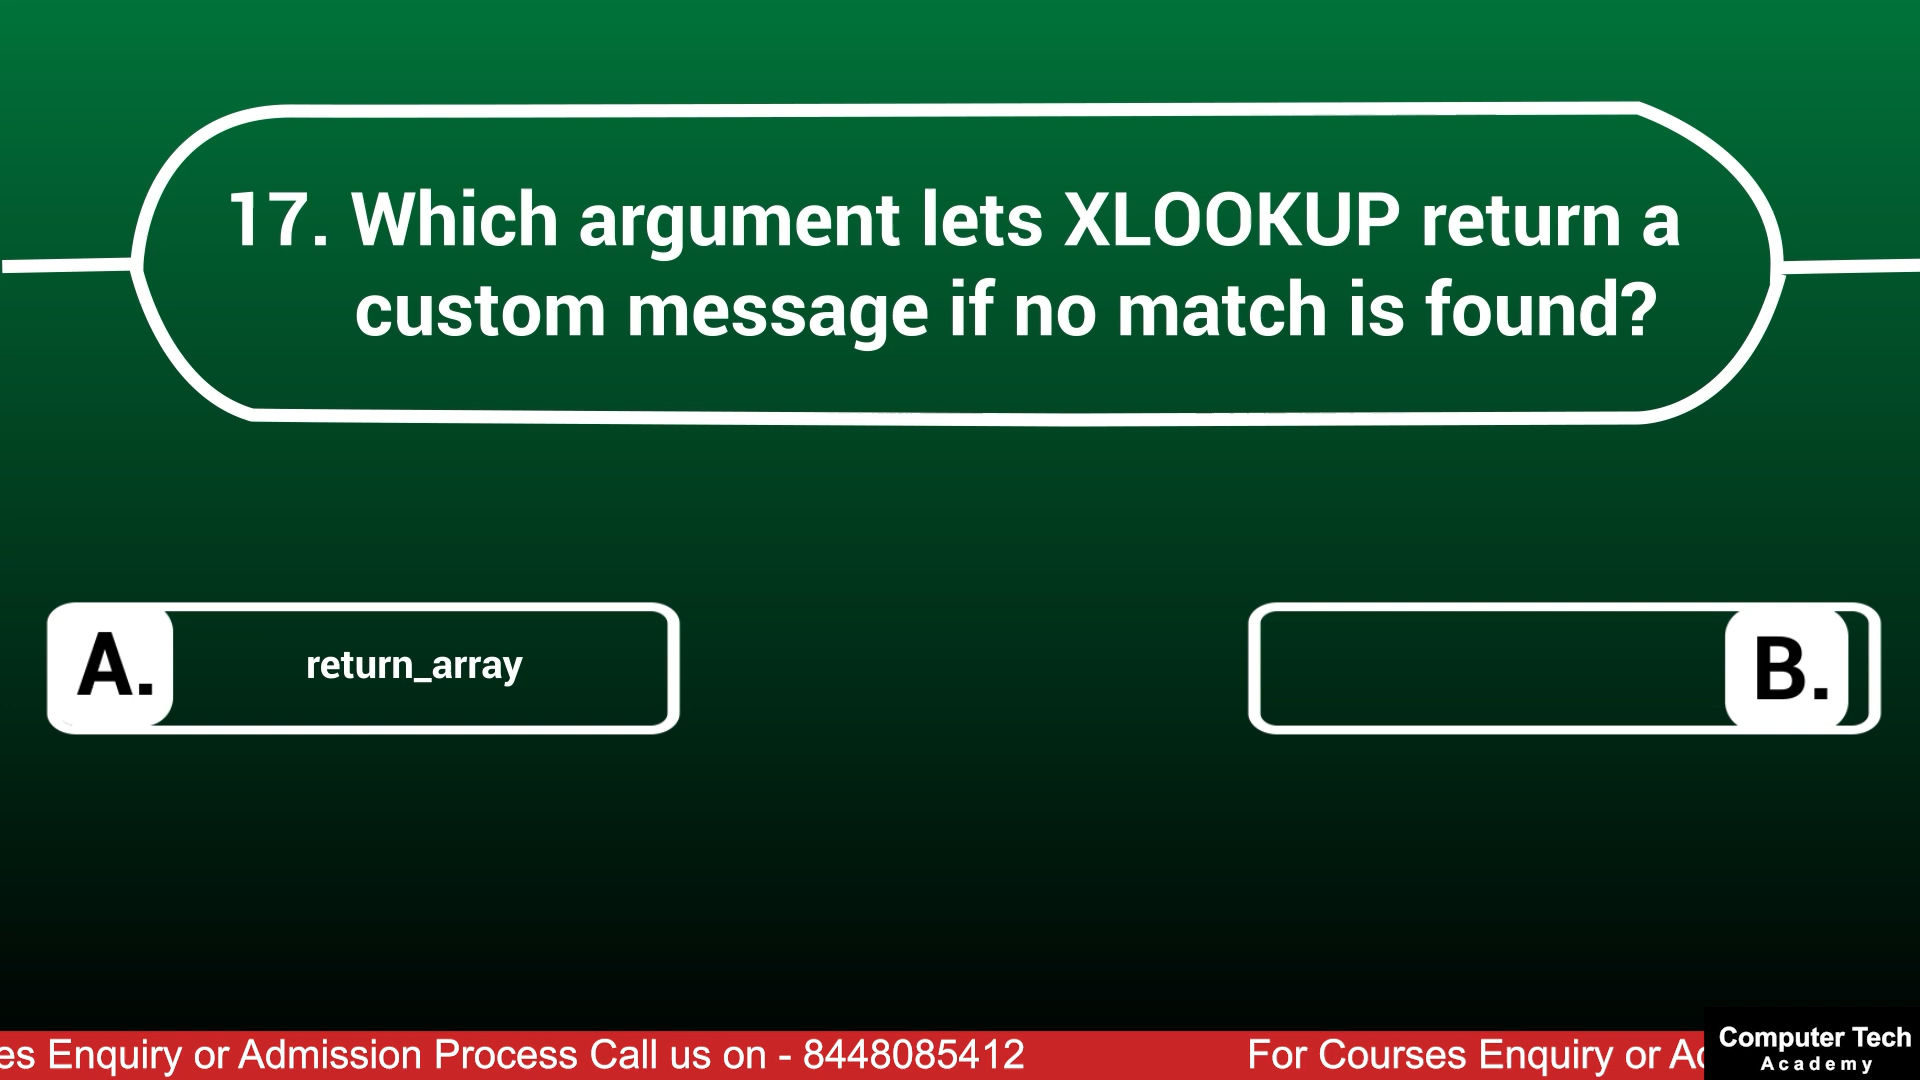 17. Which argument lets XLOOKUP return a
custom message if no match is found?
A. return_array
B.
es Enquiry or Admission Process Call us on - 8448085412 For Courses Enquiry or Ad
Computer Tech
Academy